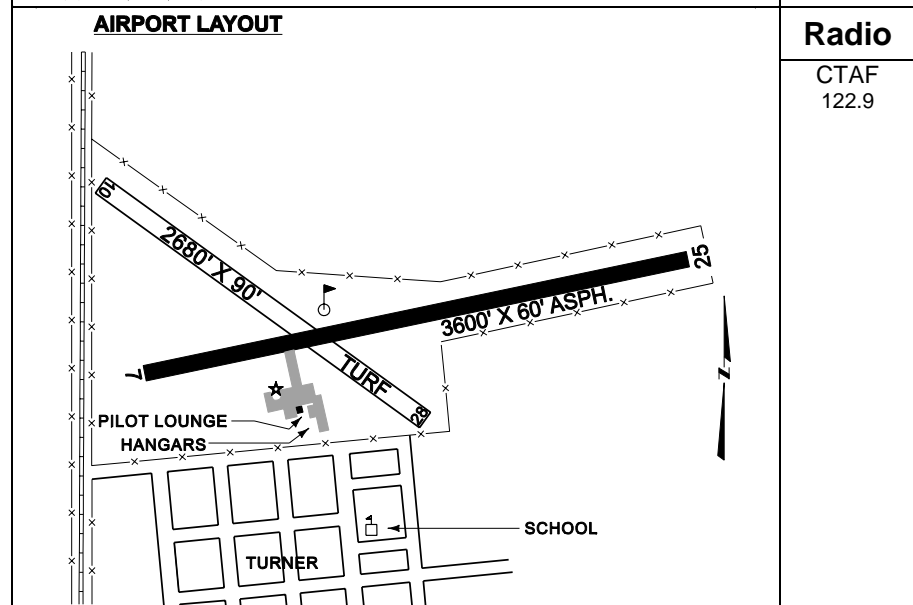 AIRPORT LAYOUT
Radio
CTAF
122.9
10
2680' X 90'
25
3600' X 60' ASPH.
7
TURF
N
28
PILOT LOUNGE
HANGARS
SCHOOL
TURNER